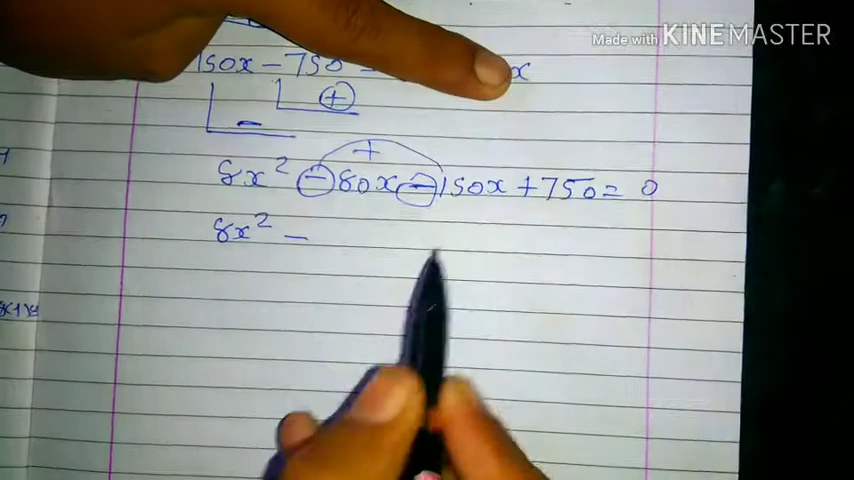 Made with KINEMASTER
150x - 750 = x
+
-
+
8x² - 80x - 150x + 750 = 0
8x² -